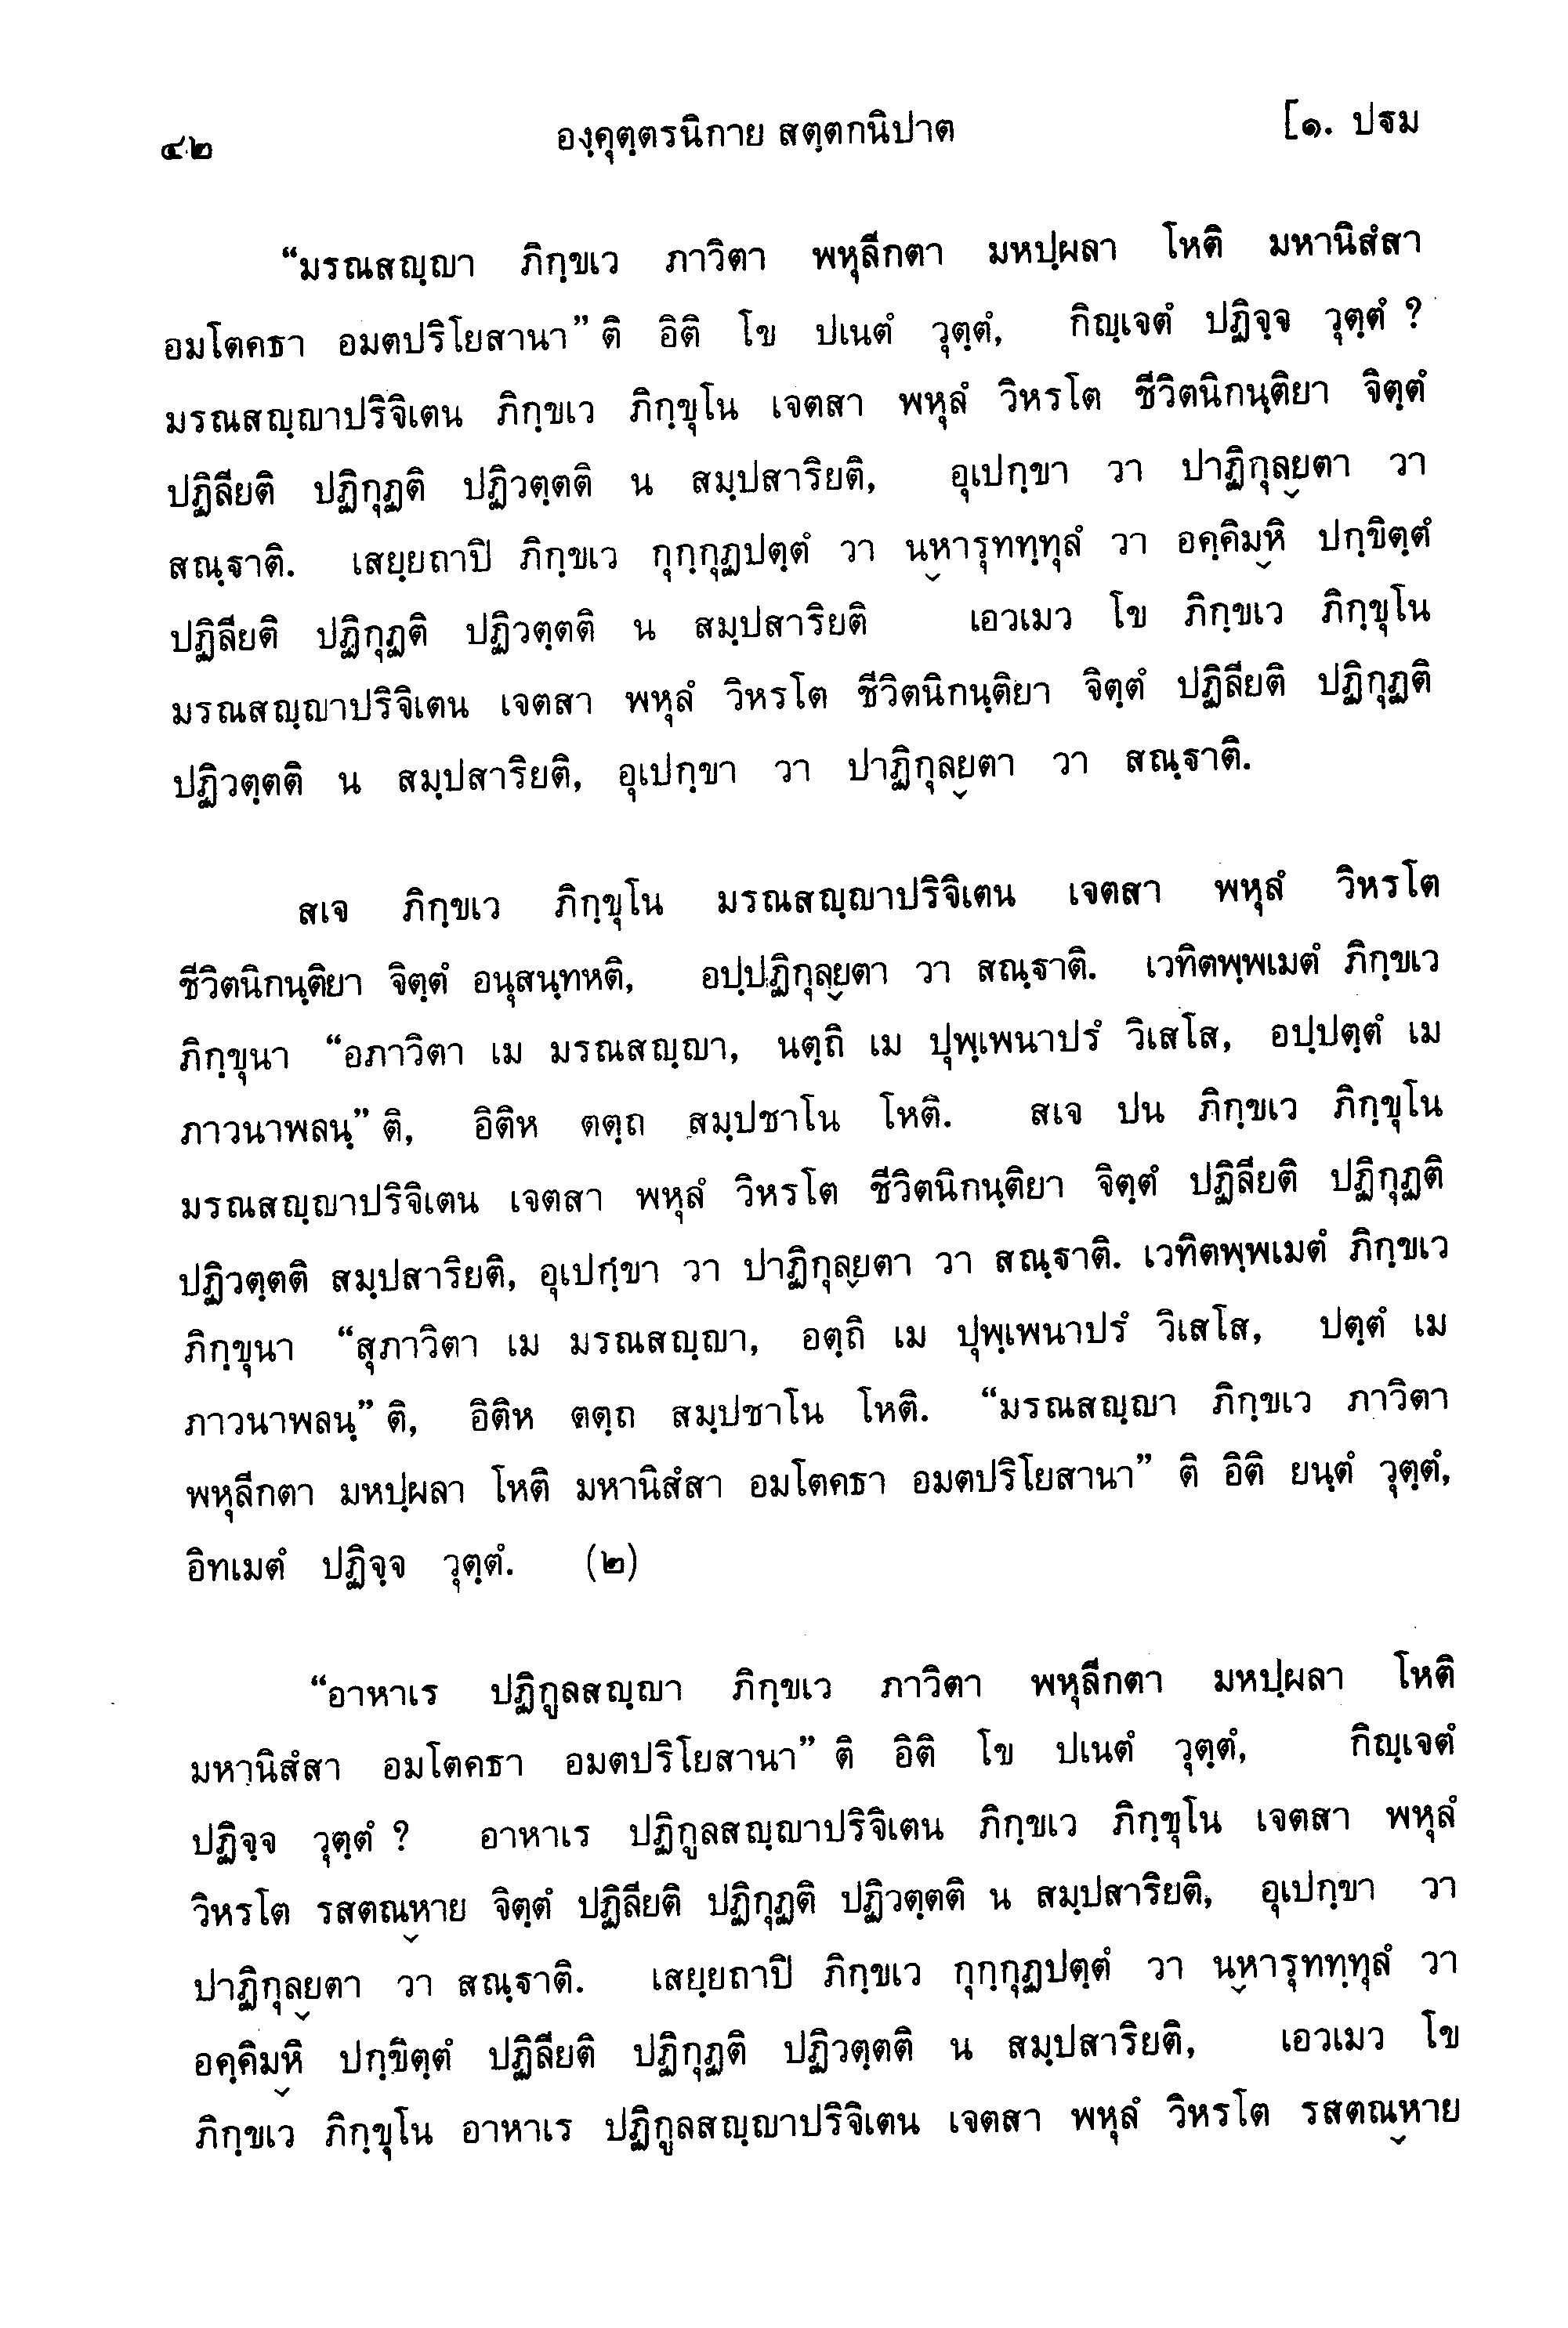 ๔๒ องฺคุตฺตรนิกาย สตฺตกนิปาต [๑. ปฐม
“มรณสญฺญา ภิกฺขเว ภาวิตา พหุลีกตา มหปฺผลา โหติ มหานิสํสา
อมโตคธา อมตปริโยสานา” ติ อิติ โข ปเนตํ วุตฺตํ, กิญฺเจตํ ปฏิจฺจ วุตฺตํ ?
มรณสญฺญาปริจิเตน ภิกฺขเว ภิกฺขุโน เจตสา พหุลํ วิหรโต ชีวิตนิกนฺติยา จิตฺตํ
ปฏิลียติ ปฏิกุฏติ ปฏิวตฺตติ น สมฺปสาริยติ, อุเปกฺขา วา ปาฏิกุลฺยตา วา
สณฺฐาติ. เสยฺยถาปิ ภิกฺขเว กุกฺกุฏปตฺตํ วา นฺหารุททฺทุลํ วา อคฺคิมฺหิ ปกฺขิตฺตํ
ปฏิลียติ ปฏิกุฏติ ปฏิวตฺตติ น สมฺปสาริยติ เอวเมว โข ภิกฺขเว ภิกฺขุโน
มรณสญฺญาปริจิเตน เจตสา พหุลํ วิหรโต ชีวิตนิกนฺติยา จิตฺตํ ปฏิลียติ ปฏิกุฏติ
ปฏิวตฺตติ น สมฺปสาริยติ, อุเปกฺขา วา ปาฏิกุลฺยตา วา สณฺฐาติ.
สเจ ภิกฺขเว ภิกฺขุโน มรณสญฺญาปริจิเตน เจตสา พหุลํ วิหรโต
ชีวิตนิกนฺติยา จิตฺตํ อนุสนฺทหติ, อปฺปฏิกุลฺยตา วา สณฺฐาติ. เวทิตพฺพเมตํ ภิกฺขเว
ภิกฺขุนา “อภาวิตา เม มรณสญฺญา, นตฺถิ เม ปุพฺเพนาปรํ วิเสโส, อปฺปตฺตํ เม
ภาวนาพลนฺ” ติ, อิติห ตตฺถ สมฺปชาโน โหติ. สเจ ปน ภิกฺขเว ภิกฺขุโน
มรณสญฺญาปริจิเตน เจตสา พหุลํ วิหรโต ชีวิตนิกนฺติยา จิตฺตํ ปฏิลียติ ปฏิกุฏติ
ปฏิวตฺตติ สมฺปสาริยติ, อุเปกฺขา วา ปาฏิกุลฺยตา วา สณฺฐาติ. เวทิตพฺพเมตํ ภิกฺขเว
ภิกฺขุนา “สุภาวิตา เม มรณสญฺญา, อตฺถิ เม ปุพฺเพนาปรํ วิเสโส, ปตฺตํ เม
ภาวนาพลนฺ” ติ, อิติห ตตฺถ สมฺปชาโน โหติ. “มรณสญฺญา ภิกฺขเว ภาวิตา
พหุลีกตา มหปฺผลา โหติ มหานิสํสา อมโตคธา อมตปริโยสานา” ติ อิติ ยนฺตํ วุตฺตํ,
อิทเมตํ ปฏิจฺจ วุตฺตํ. (๒)
“อาหาเร ปฏิกูลสญฺญา ภิกฺขเว ภาวิตา พหุลีกตา มหปฺผลา โหติ
มหานิสํสา อมโตคธา อมตปริโยสานา” ติ อิติ โข ปเนตํ วุตฺตํ, กิญฺเจตํ
ปฏิจฺจ วุตฺตํ ? อาหาเร ปฏิกูลสญฺญาปริจิเตน ภิกฺขเว ภิกฺขุโน เจตสา พหุลํ
วิหรโต รสตณฺหาย จิตฺตํ ปฏิลียติ ปฏิกุฏติ ปฏิวตฺตติ น สมฺปสาริยติ, อุเปกฺขา วา
ปาฏิกุลฺยตา วา สณฺฐาติ. เสยฺยถาปิ ภิกฺขเว กุกฺกุฏปตฺตํ วา นฺหารุททฺทุลํ วา
อคฺคิมฺหิ ปกฺขิตฺตํ ปฏิลียติ ปฏิกุฏติ ปฏิวตฺตติ น สมฺปสาริยติ, เอวเมว โข
ภิกฺขเว ภิกฺขุโน อาหาเร ปฏิกูลสญฺญาปริจิเตน เจตสา พหุลํ วิหรโต รสตณฺหาย